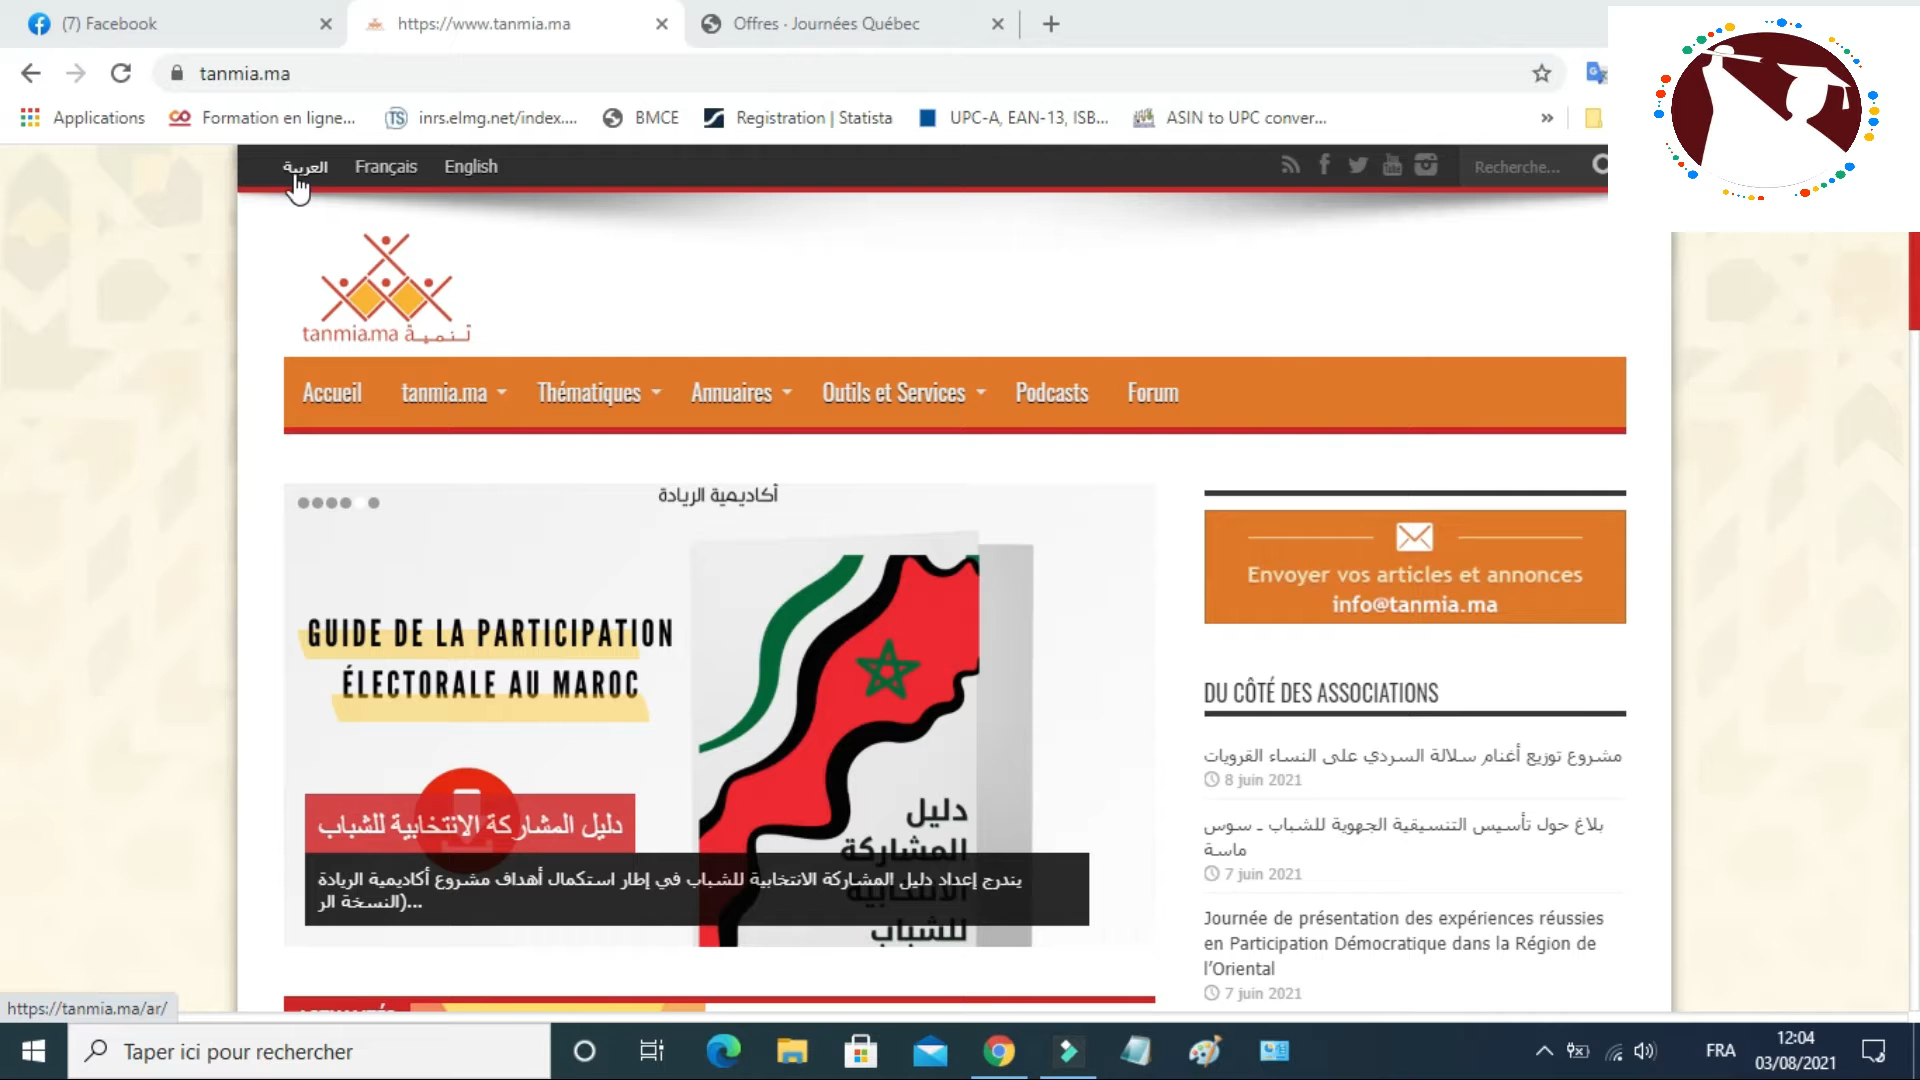 (7) Facebook
https://www.tanmia.ma
Offres - Journées Québec
tanmia.ma
Applications
Formation en ligne...
inrs.elmg.net/index....
BMCE
Registration | Statista
UPC-A, EAN-13, ISB...
ASIN to UPC conver...
العربية
Français
English
Recherche...
tanmia.ma تنمية
Accueil
tanmia.ma
Thématiques
Annuaires
Outils et Services
Podcasts
Forum
أكاديمية الريادة
GUIDE DE LA PARTICIPATION
ÉLECTORALE AU MAROC
دليل
المشاركة
الانتخابية
للشباب
دليل المشاركة الانتخابية للشباب
يندرج إعداد دليل المشاركة الانتخابية للشباب في إطار استكمال أهداف مشروع أكاديمية الريادة
(النسخة الر...
Envoyer vos articles et annonces
info@tanmia.ma
DU CÔTÉ DES ASSOCIATIONS
مشروع توزيع أغنام سلالة السردي على النساء القرويات
8 juin 2021
بلاغ حول تأسيس التنسيقية الجهوية للشباب ـ سوس
ماسة
7 juin 2021
Journée de présentation des expériences réussies
en Participation Démocratique dans la Région de
l'Oriental
7 juin 2021
https://tanmia.ma/ar/
Taper ici pour rechercher
FRA
12:04
03/08/2021